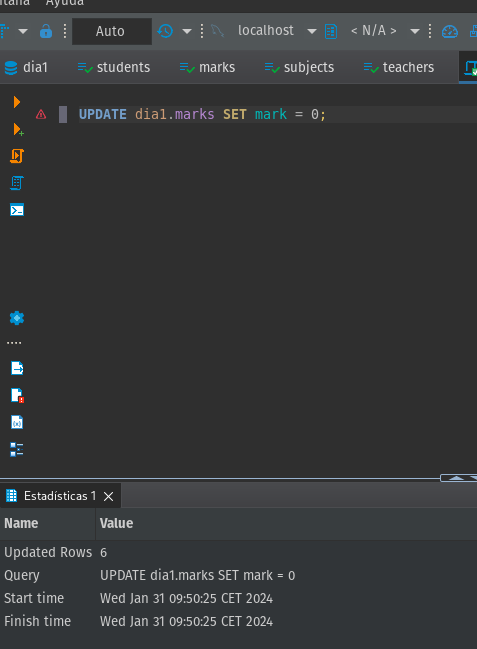 Ayuda
Auto
localhost
< N/A >
dia1
students
marks
subjects
teachers
UPDATE dia1.marks SET mark = 0;
Estadísticas 1
Name Value
Updated Rows 6
Query UPDATE dia1.marks SET mark = 0
Start time Wed Jan 31 09:50:25 CET 2024
Finish time Wed Jan 31 09:50:25 CET 2024